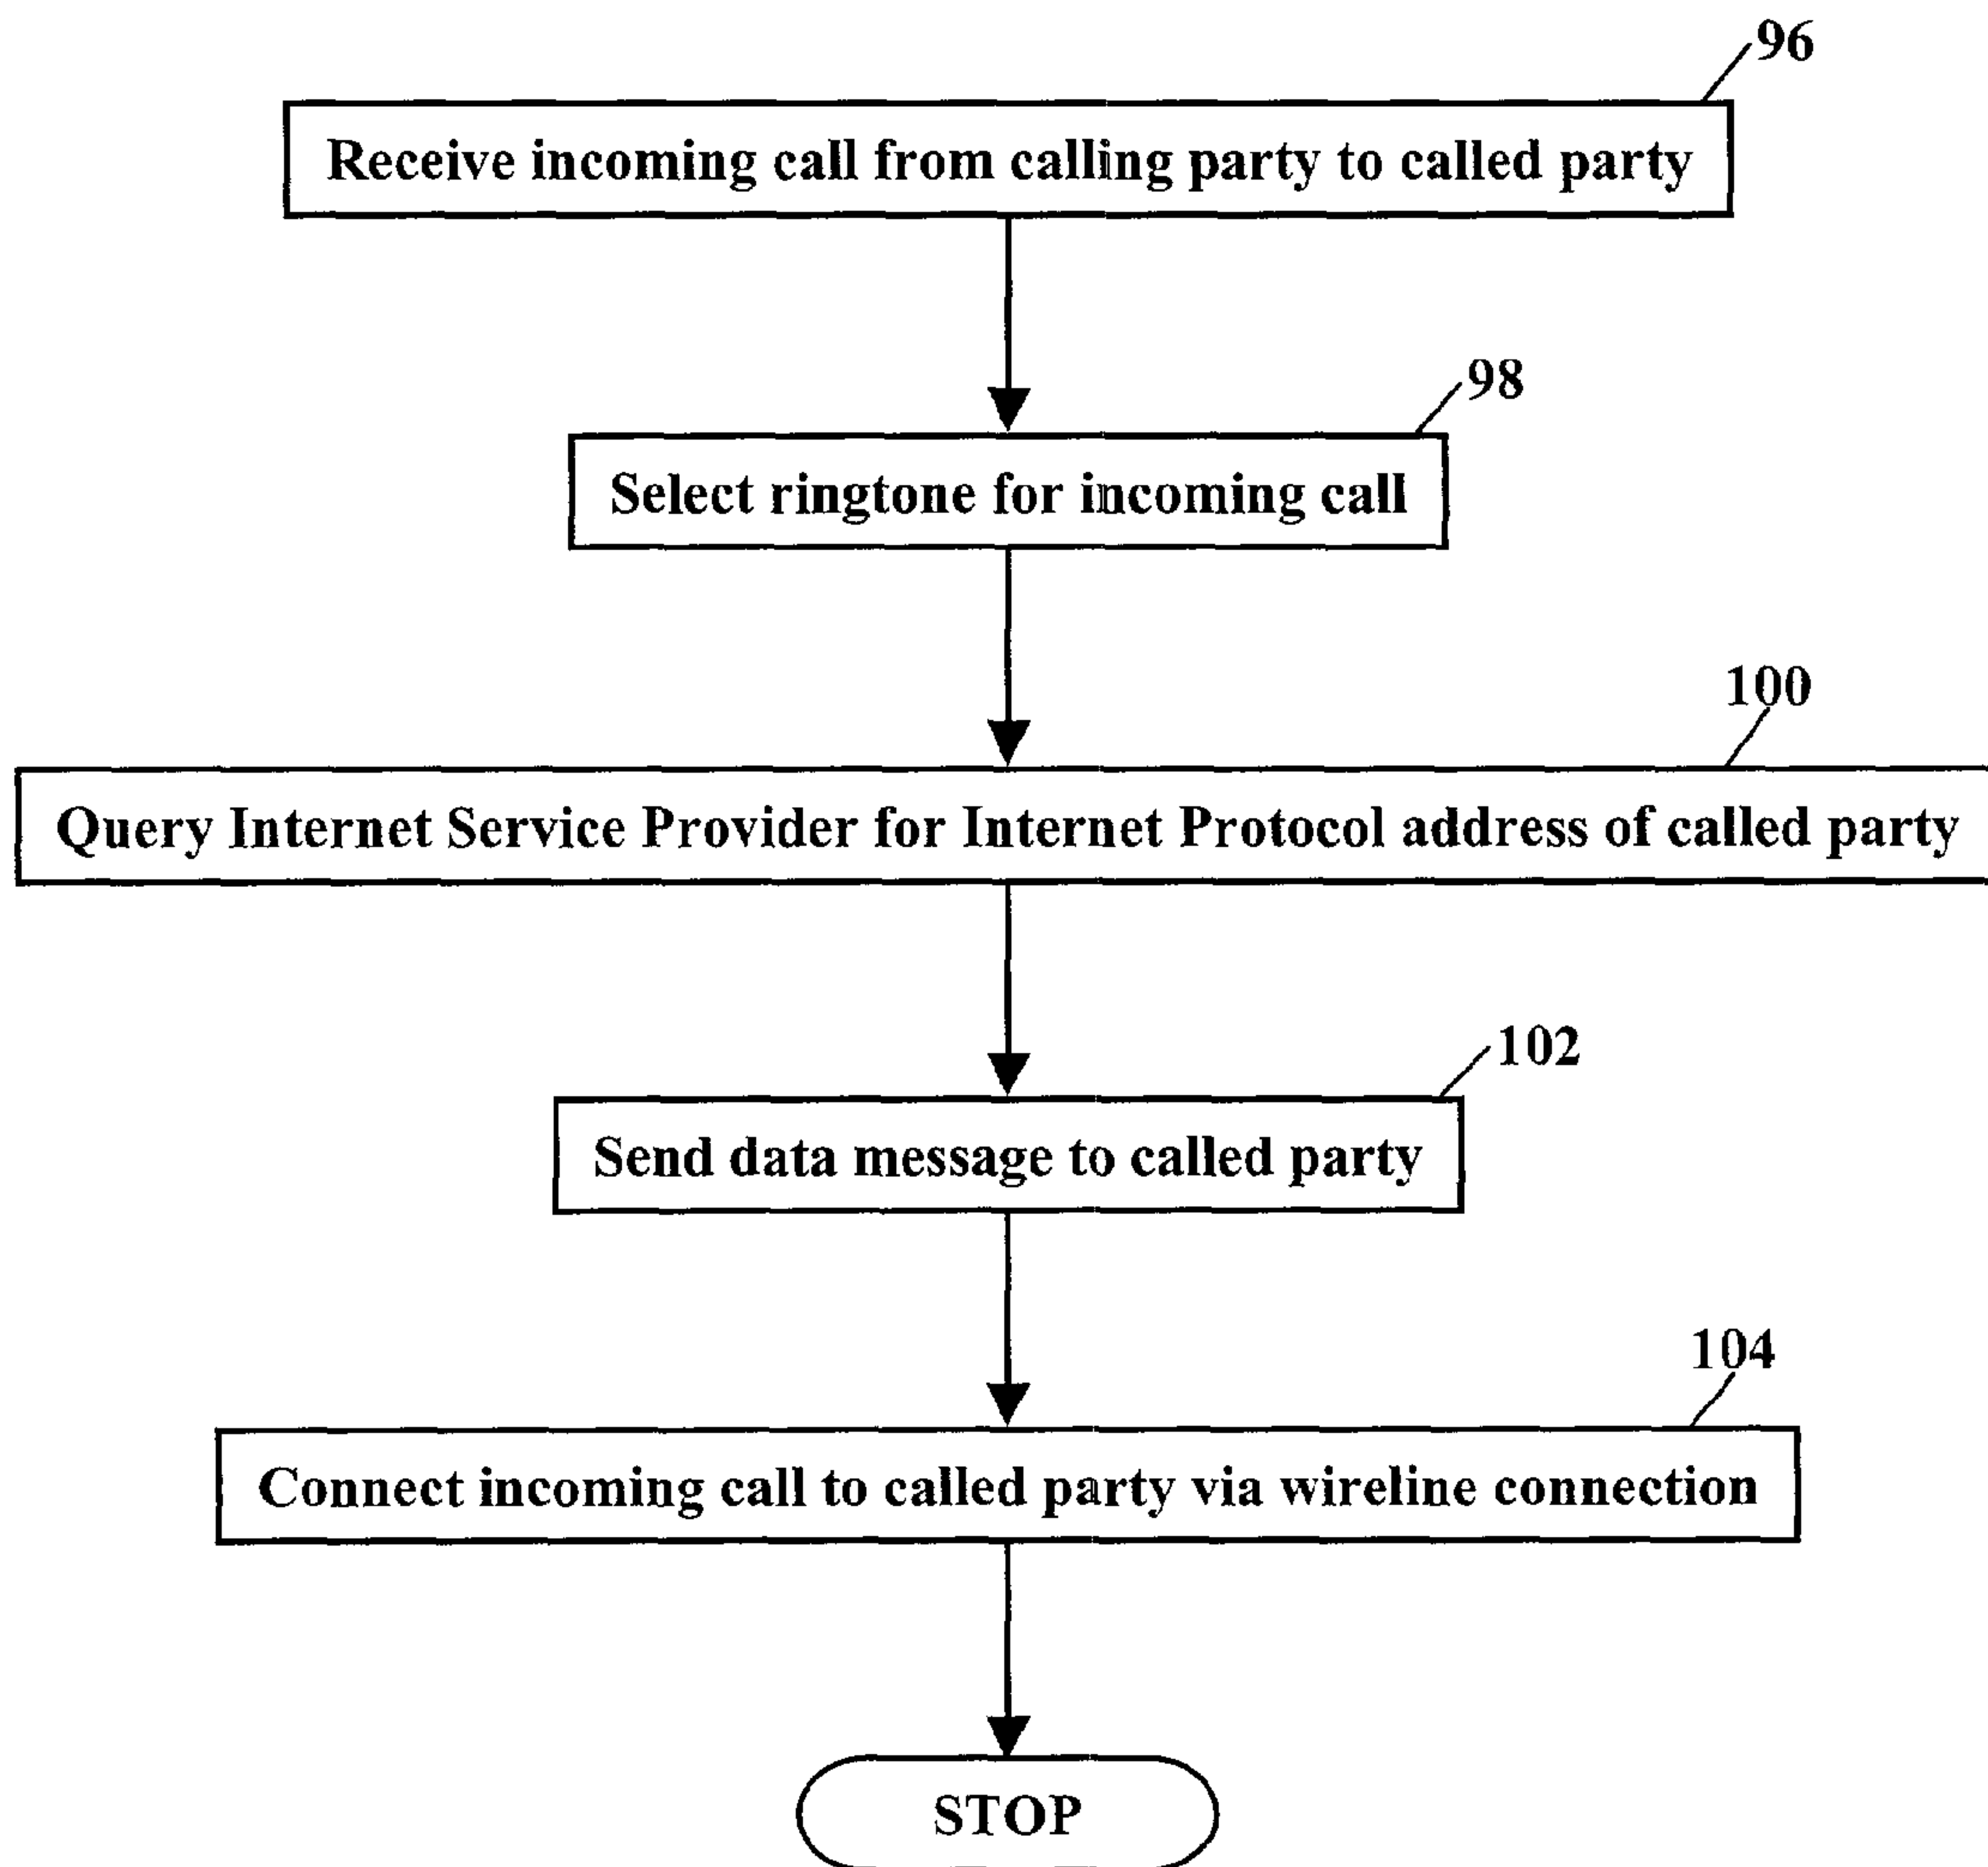 96
Receive incoming call from calling party to called party
98
Select ringtone for incoming call
100
Query Internet Service Provider for Internet Protocol address of called party
102
Send data message to called party
104
Connect incoming call to called party via wireline connection
STOP